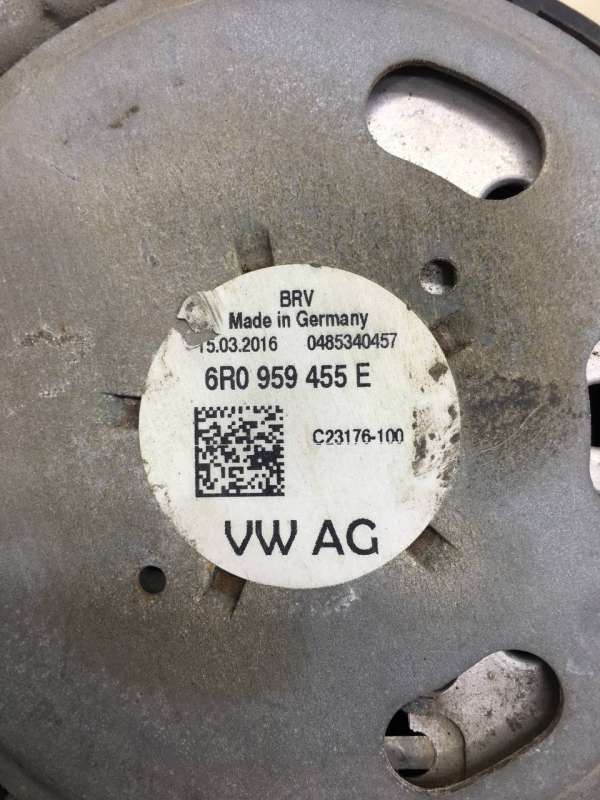 BRV
Made in Germany
15.03.2016 0485340457
6R0 959 455 E
C23176-100
VW AG